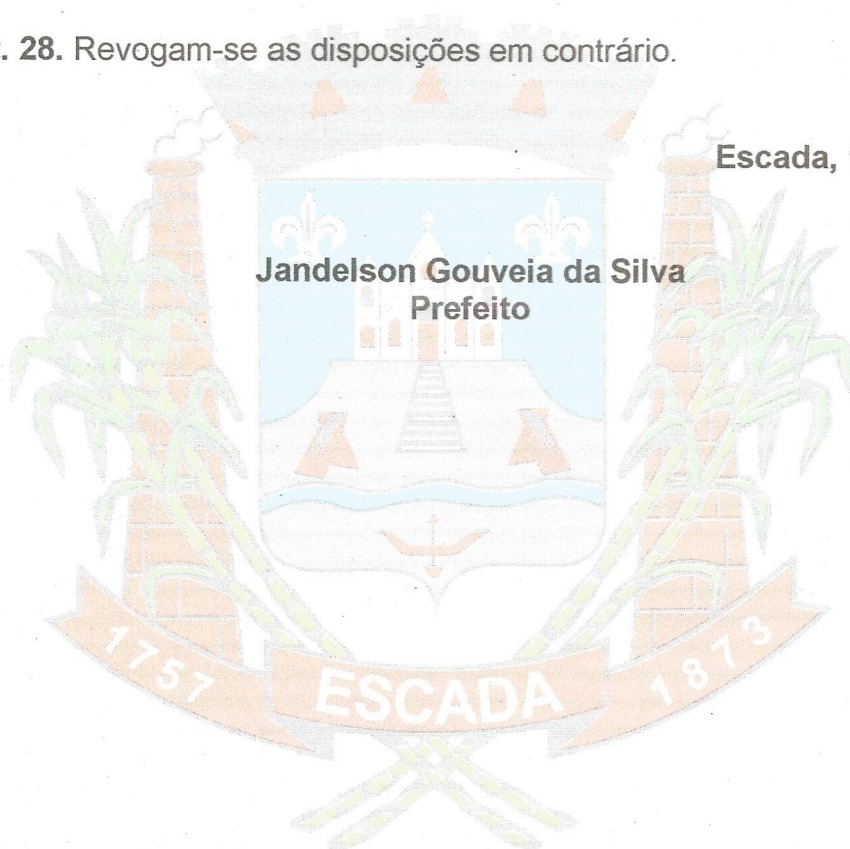 . 28. Revogam-se as disposições em contrário.
Escada,
Jandelson Gouveia da Silva
Prefeito
1757 ESCADA 1873